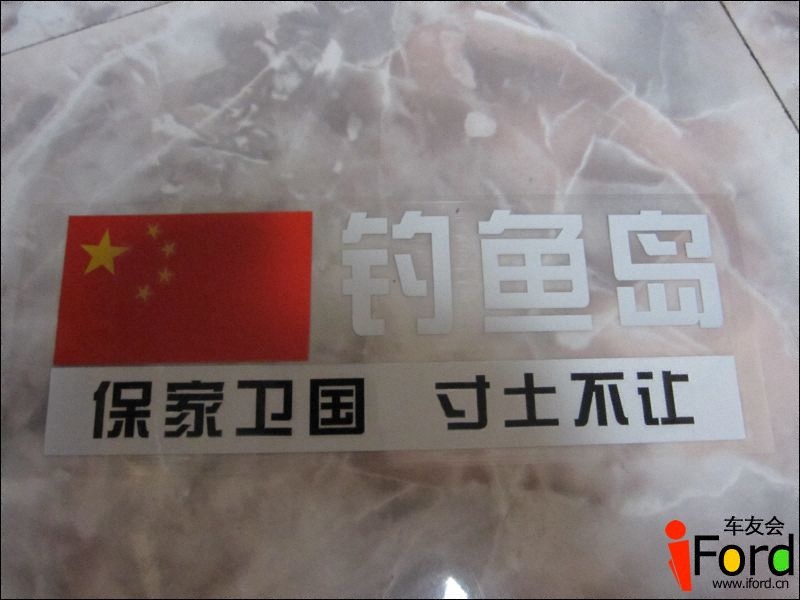 钓鱼岛
保家卫国 寸土不让
车友会
iFord
www.iford.cn